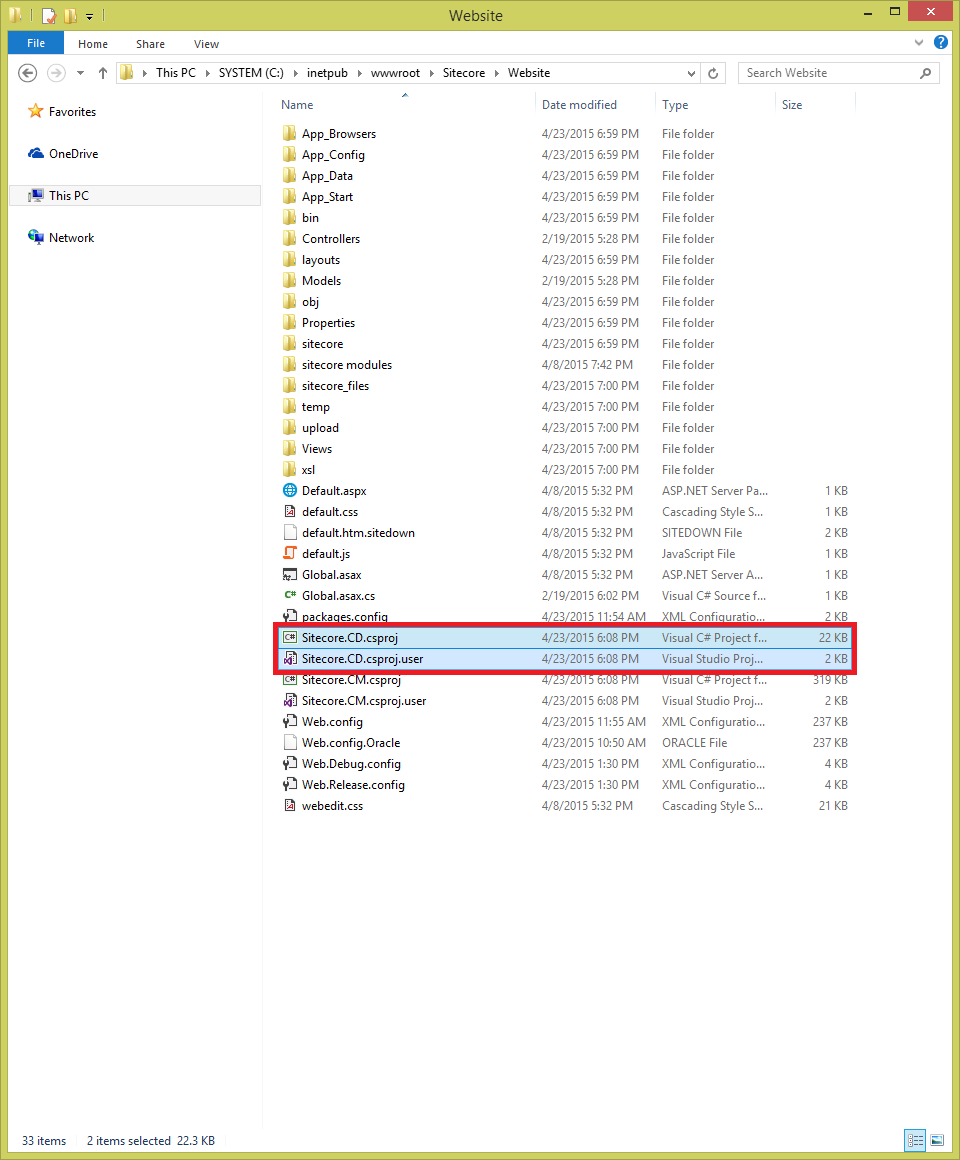 Website
File Home Share View
This PC SYSTEM (C:) inetpub wwwroot Sitecore Website Search Website
Name Date modified Type Size
Favorites
OneDrive
This PC
Network
App_Browsers 4/23/2015 6:59 PM File folder
App_Config 4/23/2015 6:59 PM File folder
App_Data 4/23/2015 6:59 PM File folder
App_Start 4/23/2015 6:59 PM File folder
bin 4/23/2015 6:59 PM File folder
Controllers 2/19/2015 5:28 PM File folder
layouts 4/23/2015 6:59 PM File folder
Models 2/19/2015 5:28 PM File folder
obj 4/23/2015 6:59 PM File folder
Properties 4/23/2015 6:59 PM File folder
sitecore 4/23/2015 6:59 PM File folder
sitecore modules 4/8/2015 7:42 PM File folder
sitecore_files 4/23/2015 7:00 PM File folder
temp 4/23/2015 7:00 PM File folder
upload 4/23/2015 7:00 PM File folder
Views 4/23/2015 7:00 PM File folder
xsl 4/23/2015 7:00 PM File folder
Default.aspx 4/8/2015 5:32 PM ASP.NET Server Pa... 1 KB
default.css 4/8/2015 5:32 PM Cascading Style S... 1 KB
default.htm.sitedown 4/8/2015 5:32 PM SITEDOWN File 2 KB
default.js 4/8/2015 5:32 PM JavaScript File 1 KB
Global.asax 4/8/2015 5:32 PM ASP.NET Server A... 1 KB
Global.asax.cs 2/19/2015 6:02 PM Visual C# Source f... 1 KB
packages.config 4/23/2015 11:54 AM XML Configuratio... 2 KB
Sitecore.CD.csproj 4/23/2015 6:08 PM Visual C# Project f... 22 KB
Sitecore.CD.csproj.user 4/23/2015 6:08 PM Visual Studio Proj... 2 KB
Sitecore.CM.csproj 4/23/2015 6:08 PM Visual C# Project f... 319 KB
Sitecore.CM.csproj.user 4/23/2015 6:08 PM Visual Studio Proj... 2 KB
Web.config 4/23/2015 11:55 AM XML Configuratio... 237 KB
Web.config.Oracle 4/23/2015 10:50 AM ORACLE File 237 KB
Web.Debug.config 4/23/2015 1:30 PM XML Configuratio... 4 KB
Web.Release.config 4/23/2015 1:30 PM XML Configuratio... 4 KB
webedit.css 4/8/2015 5:32 PM Cascading Style S... 21 KB
33 items 2 items selected 22.3 KB